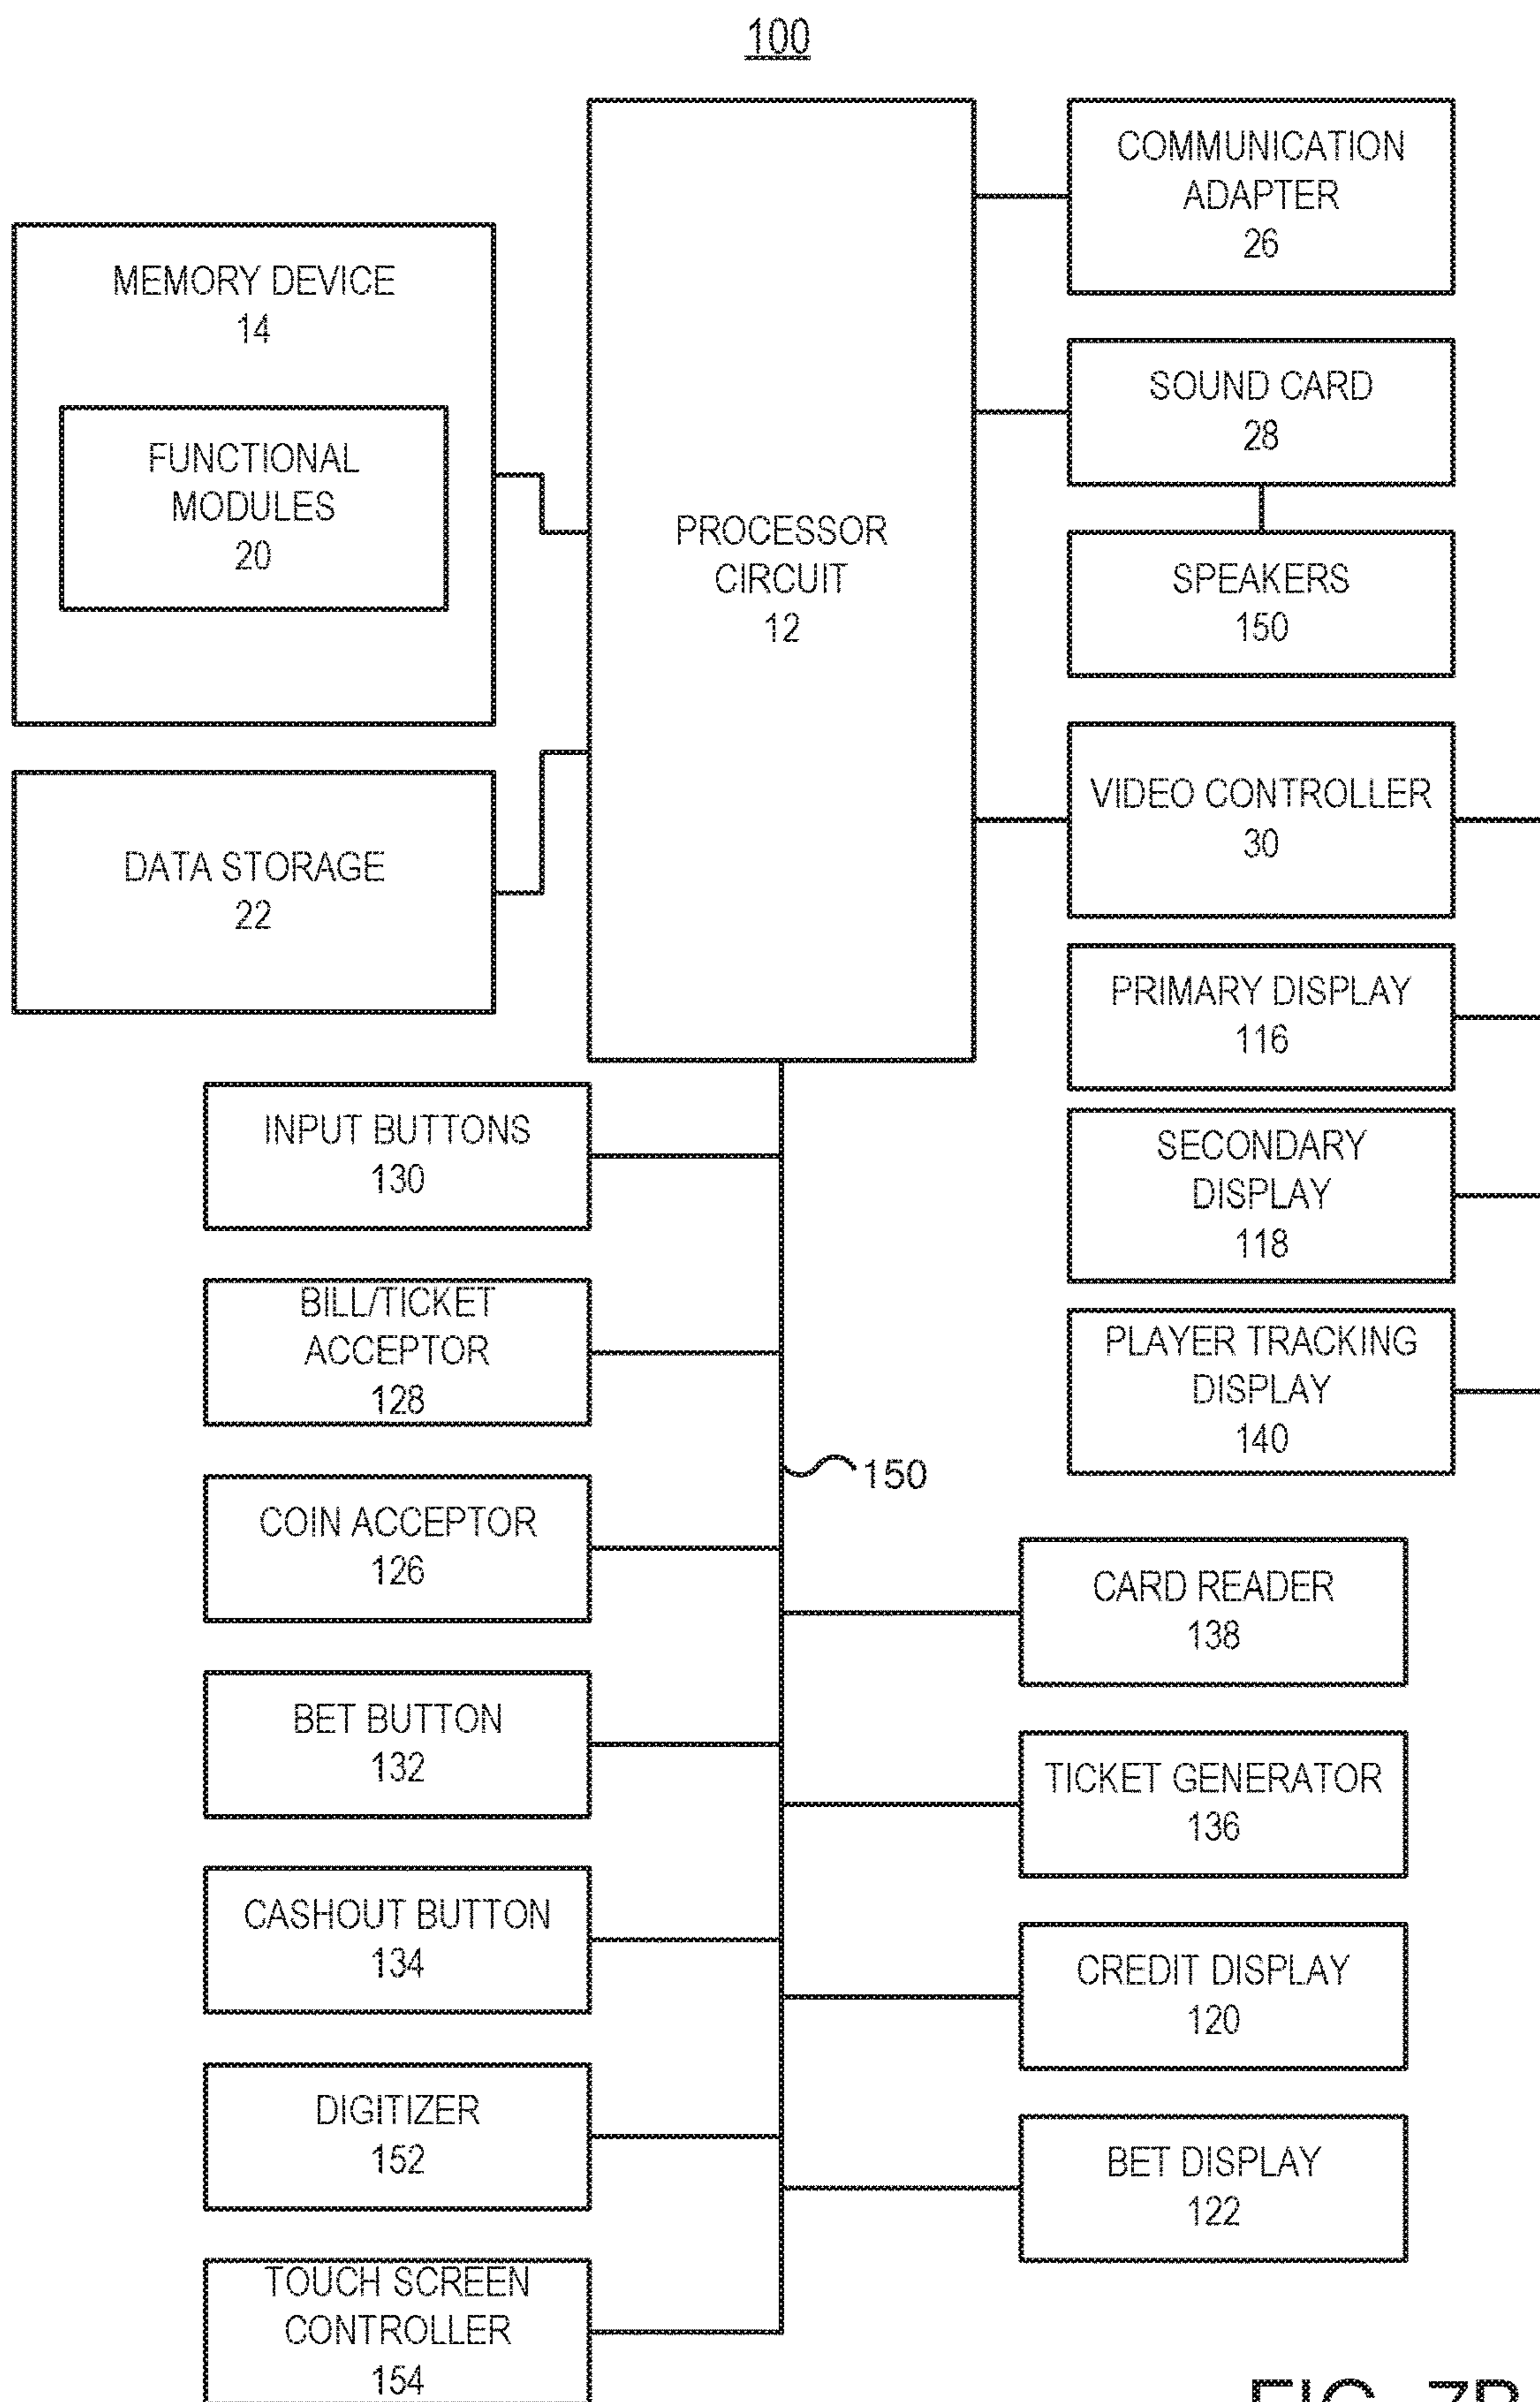 100
COMMUNICATION
ADAPTER
26
MEMORY DEVICE
14
FUNCTIONAL
MODULES
20
SOUND CARD
28
PROCESSOR
CIRCUIT
12
SPEAKERS
150
VIDEO CONTROLLER
30
DATA STORAGE
22
PRIMARY DISPLAY
116
INPUT BUTTONS
130
SECONDARY
DISPLAY
118
BILL/TICKET
ACCEPTOR
128
PLAYER TRACKING
DISPLAY
140
150
COIN ACCEPTOR
126
CARD READER
138
BET BUTTON
132
TICKET GENERATOR
136
CASHOUT BUTTON
134
CREDIT DISPLAY
120
DIGITIZER
152
BET DISPLAY
122
TOUCH SCREEN
CONTROLLER
154